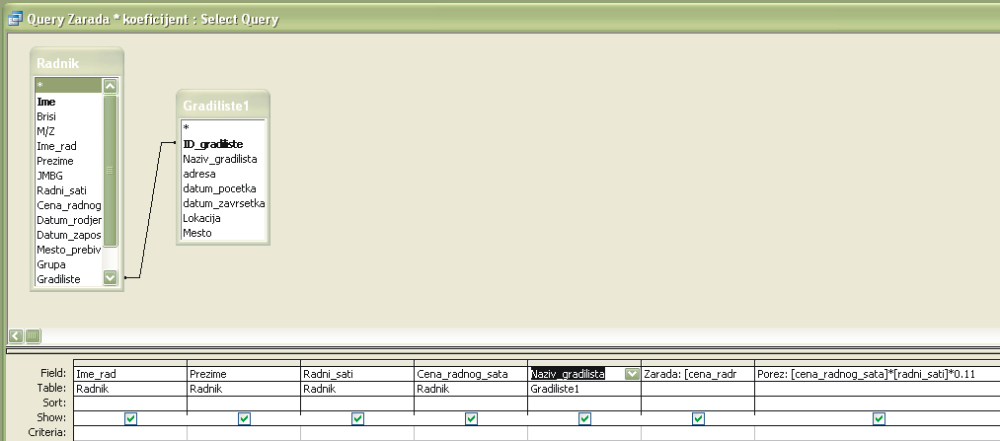 Query Zarada * koeficijent : Select Query
Radnik
*
Ime
Brisi
M/Z
Ime_rad
Prezime
JMBG
Radni_sati
Cena_radnog
Datum_rodjer
Datum_zapos
Mesto_prebiv
Grupa
Gradiliste
Gradiliste1
*
ID_gradiliste
Naziv_gradilista
adresa
datum_pocetka
datum_zavrsetka
Lokacija
Mesto
Field: Ime_rad Prezime Radni_sati Cena_radnog_sata Naziv_gradilista Zarada: [cena_radr Porez: [cena_radnog_sata]*[radni_sati]*0.11
Table: Radnik Radnik Radnik Radnik Gradiliste1
Sort:
Show:
Criteria: